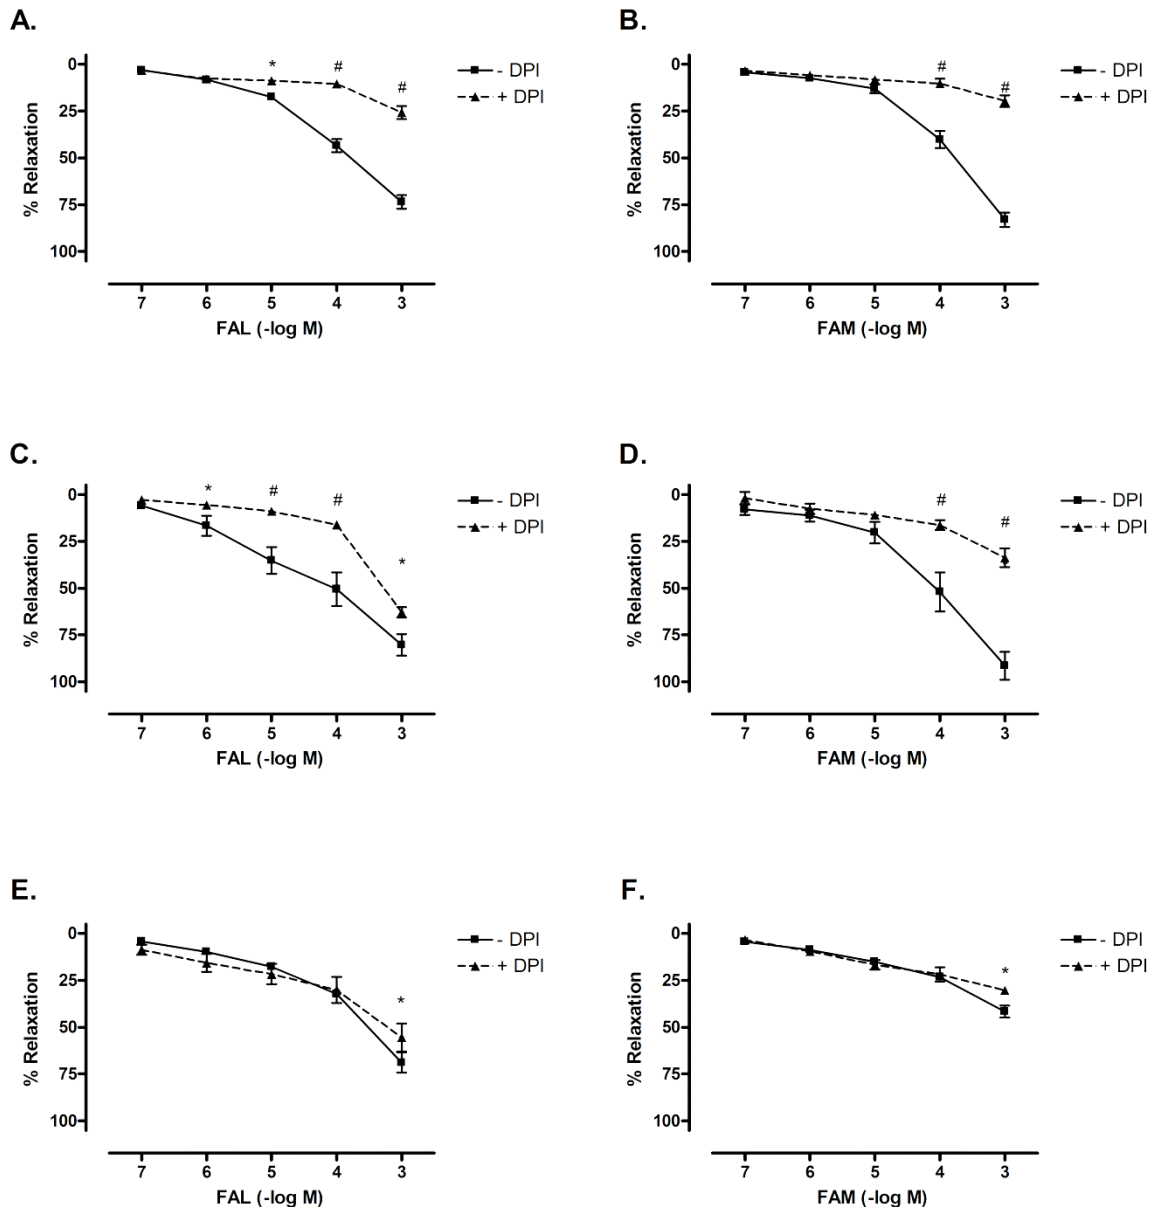 A.
0
25
50
75
100
% Relaxation
* # #
- DPI
+ DPI
7 6 5 4 3
FAL (-log M)
B.
0
25
50
75
100
% Relaxation
# #
- DPI
+ DPI
7 6 5 4 3
FAM (-log M)
C.
0
25
50
75
100
% Relaxation
* # # *
- DPI
+ DPI
7 6 5 4 3
FAL (-log M)
D.
0
25
50
75
100
% Relaxation
# #
- DPI
+ DPI
7 6 5 4 3
FAM (-log M)
E.
0
25
50
75
100
% Relaxation
*
- DPI
+ DPI
7 6 5 4 3
FAL (-log M)
F.
0
25
50
75
100
% Relaxation
*
- DPI
+ DPI
7 6 5 4 3
FAM (-log M)